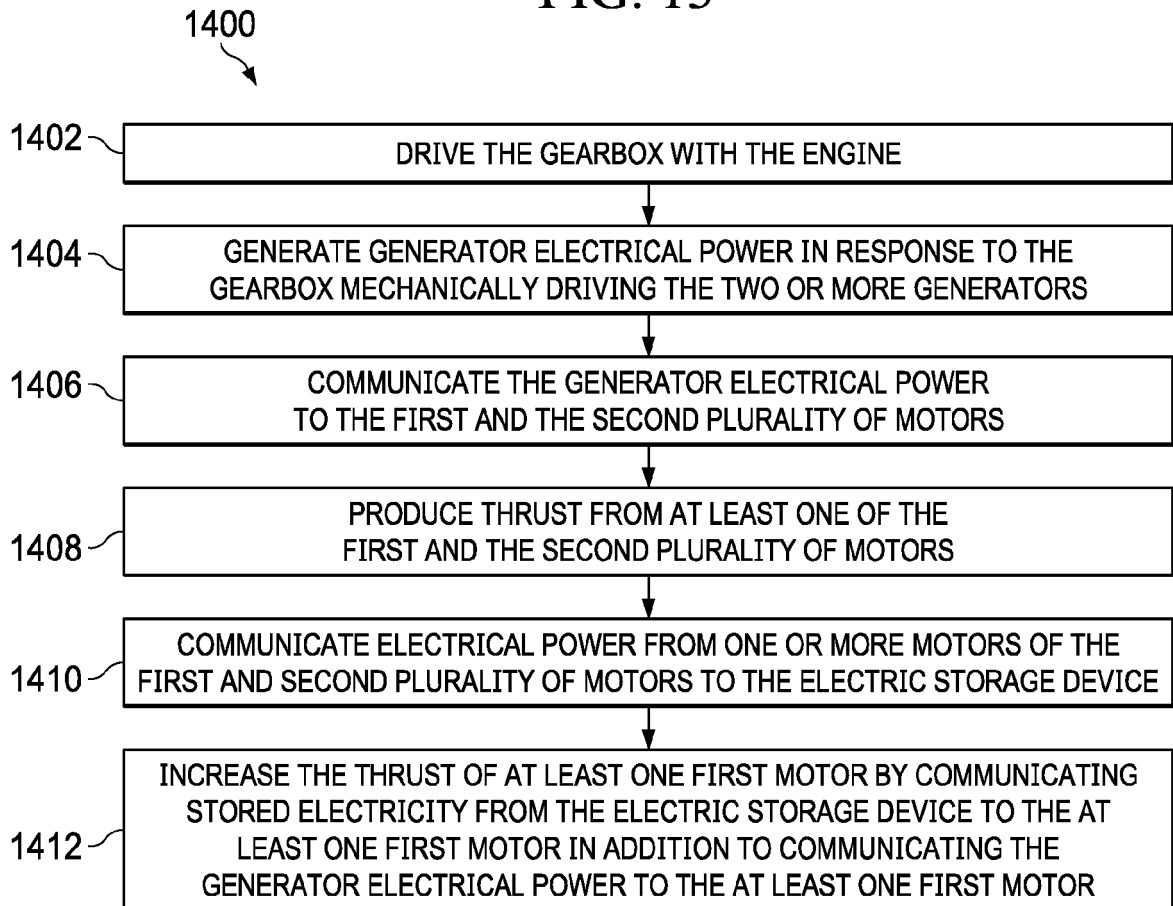 FIG. 13
1400
1402
DRIVE THE GEARBOX WITH THE ENGINE
1404
GENERATE GENERATOR ELECTRICAL POWER IN RESPONSE TO THE
GEARBOX MECHANICALLY DRIVING THE TWO OR MORE GENERATORS
1406
COMMUNICATE THE GENERATOR ELECTRICAL POWER
TO THE FIRST AND THE SECOND PLURALITY OF MOTORS
1408
PRODUCE THRUST FROM AT LEAST ONE OF THE
FIRST AND THE SECOND PLURALITY OF MOTORS
1410
COMMUNICATE ELECTRICAL POWER FROM ONE OR MORE MOTORS OF THE
FIRST AND SECOND PLURALITY OF MOTORS TO THE ELECTRIC STORAGE DEVICE
1412
INCREASE THE THRUST OF AT LEAST ONE FIRST MOTOR BY COMMUNICATING
STORED ELECTRICITY FROM THE ELECTRIC STORAGE DEVICE TO THE AT
LEAST ONE FIRST MOTOR IN ADDITION TO COMMUNICATING THE
GENERATOR ELECTRICAL POWER TO THE AT LEAST ONE FIRST MOTOR